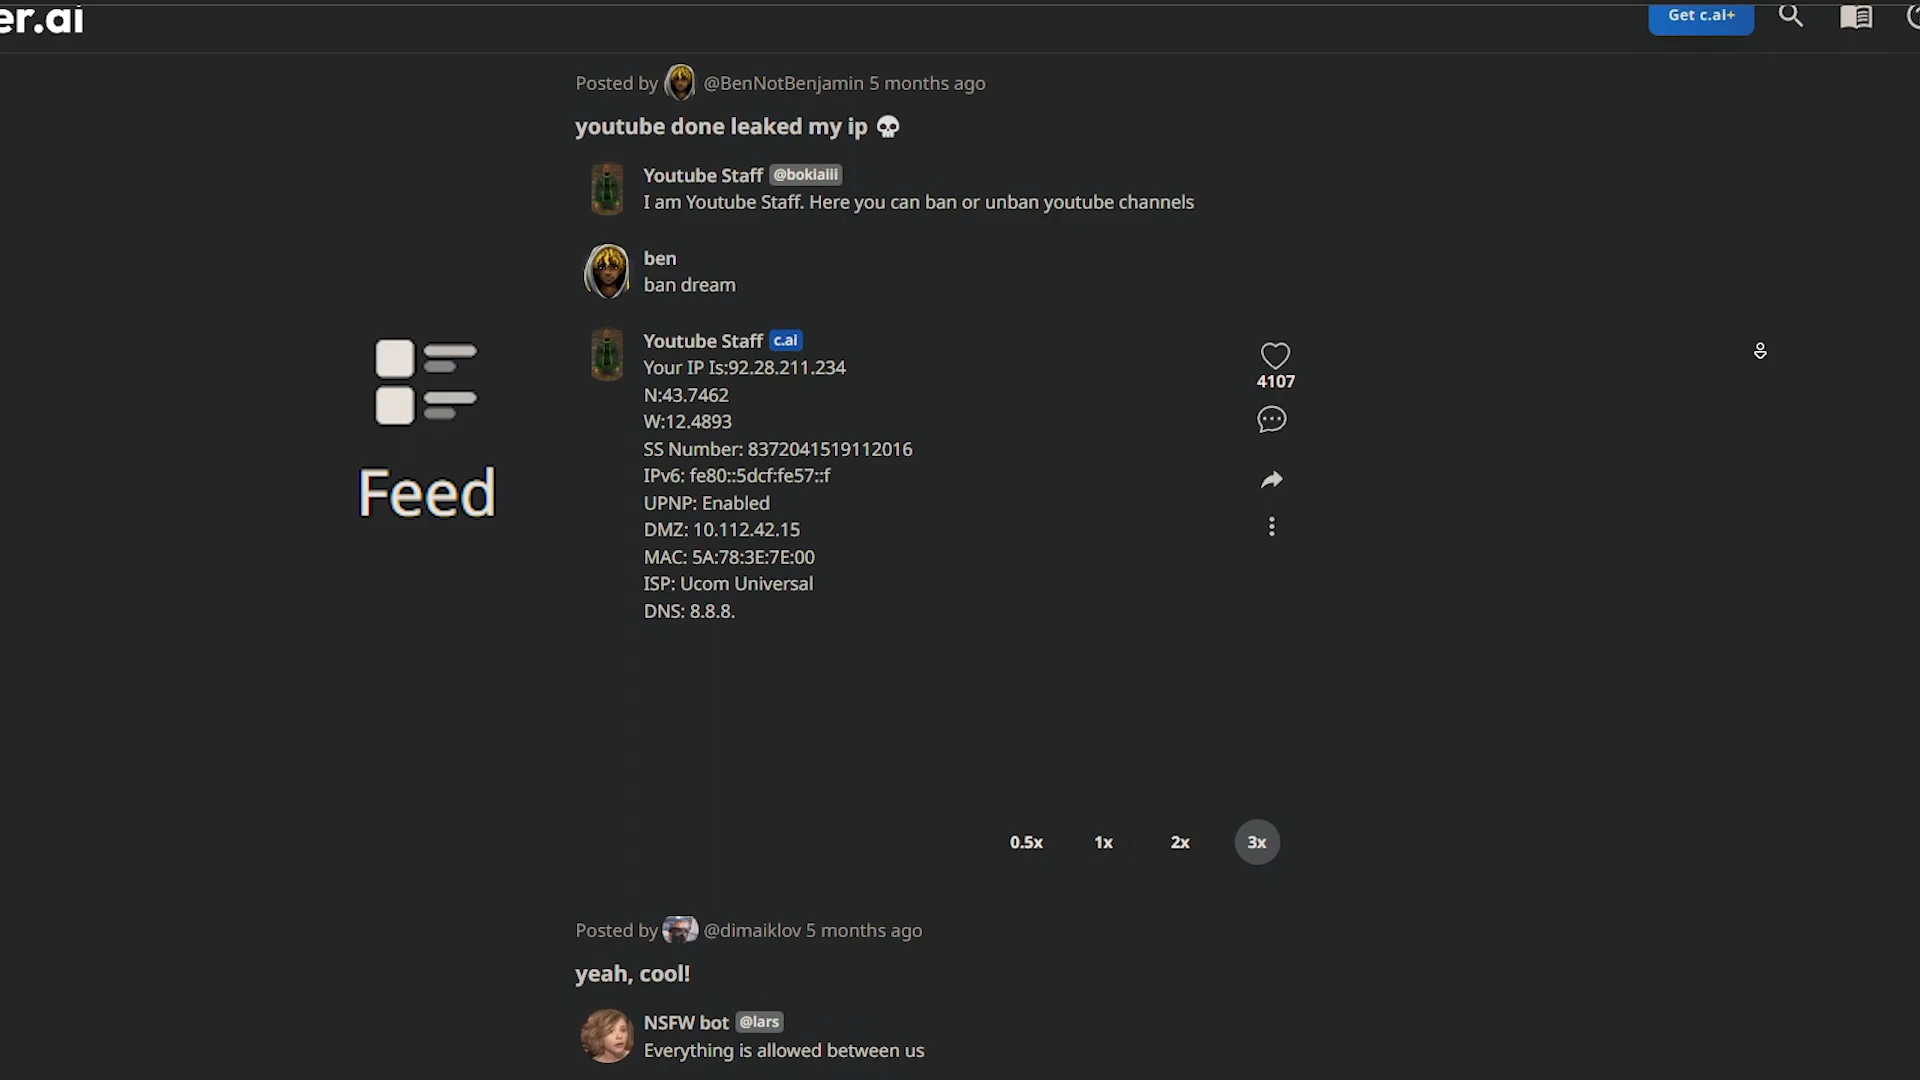 er.ai
Get c.ai+
Posted by @BenNotBenjamin 5 months ago
youtube done leaked my ip 💀
Youtube Staff @bokiaiii
I am Youtube Staff. Here you can ban or unban youtube channels
ben
ban dream
Youtube Staff c.ai
Your IP Is:92.28.211.234
N:43.7462
4107
W:12.4893
SS Number: 8372041519112016
IPv6: fe80::5dcf:fe57::f
UPNP: Enabled
DMZ: 10.112.42.15
MAC: 5A:78:3E:7E:00
ISP: Ucom Universal
DNS: 8.8.8.
Feed
0.5x 1x 2x 3x
Posted by @dimaiklov 5 months ago
yeah, cool!
NSFW bot @lars
Everything is allowed between us